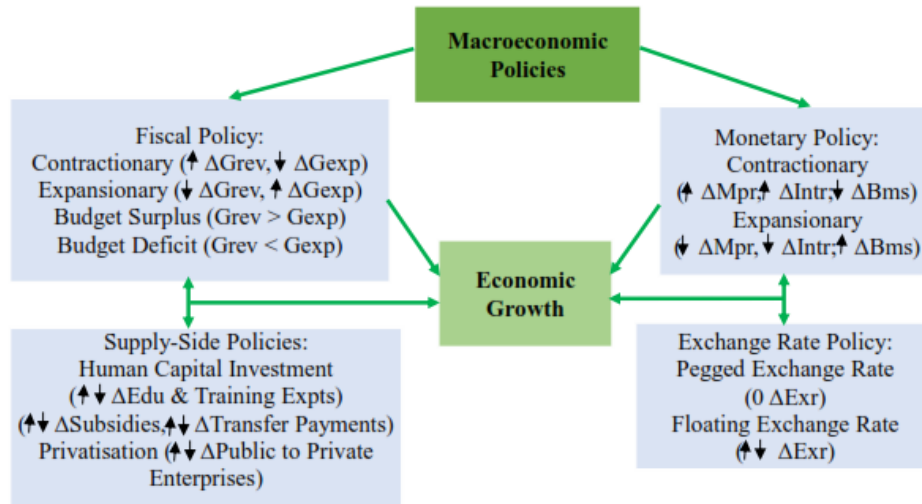 Macroeconomic
Policies
Fiscal Policy:
Contractionary (↑ ΔGrev, ↓ ΔGexp)
Expansionary (↓ ΔGrev, ↑ ΔGexp)
Budget Surplus (Grev > Gexp)
Budget Deficit (Grev < Gexp)
Monetary Policy:
Contractionary
(↑ ΔMpr,↑ ΔIntr;↓ ΔBms)
Expansionary
(↓ ΔMpr, ↓ ΔIntr;↑ ΔBms)
Economic
Growth
Supply-Side Policies:
Human Capital Investment
(↑↓ ΔEdu & Training Expts)
(↑↓ ΔSubsidies,↑↓ ΔTransfer Payments)
Privatisation (↑↓ ΔPublic to Private
Enterprises)
Exchange Rate Policy:
Pegged Exchange Rate
(0 ΔExr)
Floating Exchange Rate
(↑↓ ΔExr)